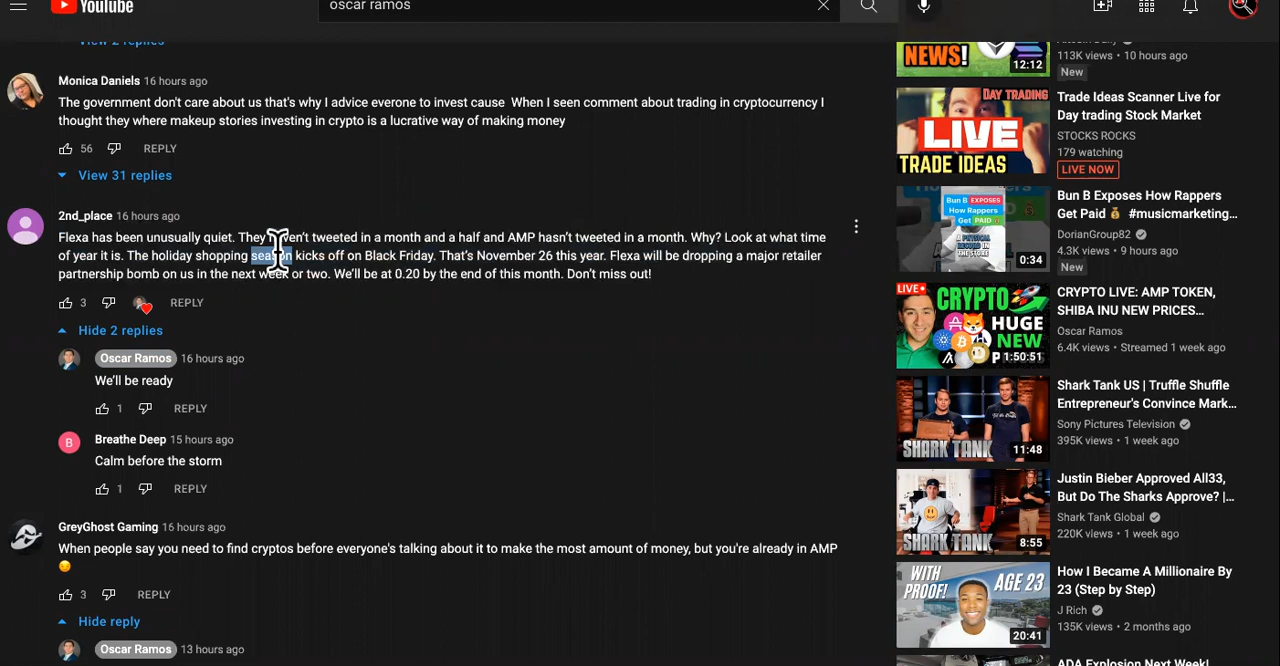 YouTube
oscar ramos
View 2 replies
Monica Daniels 16 hours ago
The government don't care about us that's why I advice everone to invest cause When I seen comment about trading in cryptocurrency I
thought they where makeup stories investing in crypto is a lucrative way of making money
56 REPLY
View 31 replies
2nd_place 16 hours ago
Flexa has been unusually quiet. They haven't tweeted in a month and a half and AMP hasn't tweeted in a month. Why? Look at what time
of year it is. The holiday shopping season kicks off on Black Friday. That's November 26 this year. Flexa will be dropping a major retailer
partnership bomb on us in the next week or two. We'll be at 0.20 by the end of this month. Don't miss out!
3 REPLY
Hide 2 replies
Oscar Ramos 16 hours ago
We'll be ready
1 REPLY
B
Breathe Deep 15 hours ago
Calm before the storm
1 REPLY
GreyGhost Gaming 16 hours ago
When people say you need to find cryptos before everyone's talking about it to make the most amount of money, but you're already in AMP
3 REPLY
Hide reply
Oscar Ramos 13 hours ago
NEWS!
12:12
113K views • 10 hours ago
New
DAY TRADING
LIVE
TRADE IDEAS
Trade Ideas Scanner Live for
Day trading Stock Market
STOCKS ROCKS
179 watching
LIVE NOW
Bun B EXPOSES
How Rappers
Get PAID
0:34
Bun B Exposes How Rappers
Get Paid #musicmarketing...
DorianGroup82
4.3K views • 9 hours ago
New
LIVE
CRYPTO
HUGE
NEW
1:50:51
CRYPTO LIVE: AMP TOKEN,
SHIBA INU NEW PRICES...
Oscar Ramos
6.4K views • Streamed 1 week ago
SHARK TANK
11:48
Shark Tank US | Truffle Shuffle
Entrepreneur's Convince Mark...
Sony Pictures Television
395K views • 1 week ago
SHARK TANK
8:55
Justin Bieber Approved All33,
But Do The Sharks Approve? |...
Shark Tank Global
220K views • 1 week ago
WITH
PROOF!
AGE 23
20:41
How I Became A Millionaire By
23 (Step by Step)
J Rich
135K views • 2 months ago
ADA Explosion Next Week!